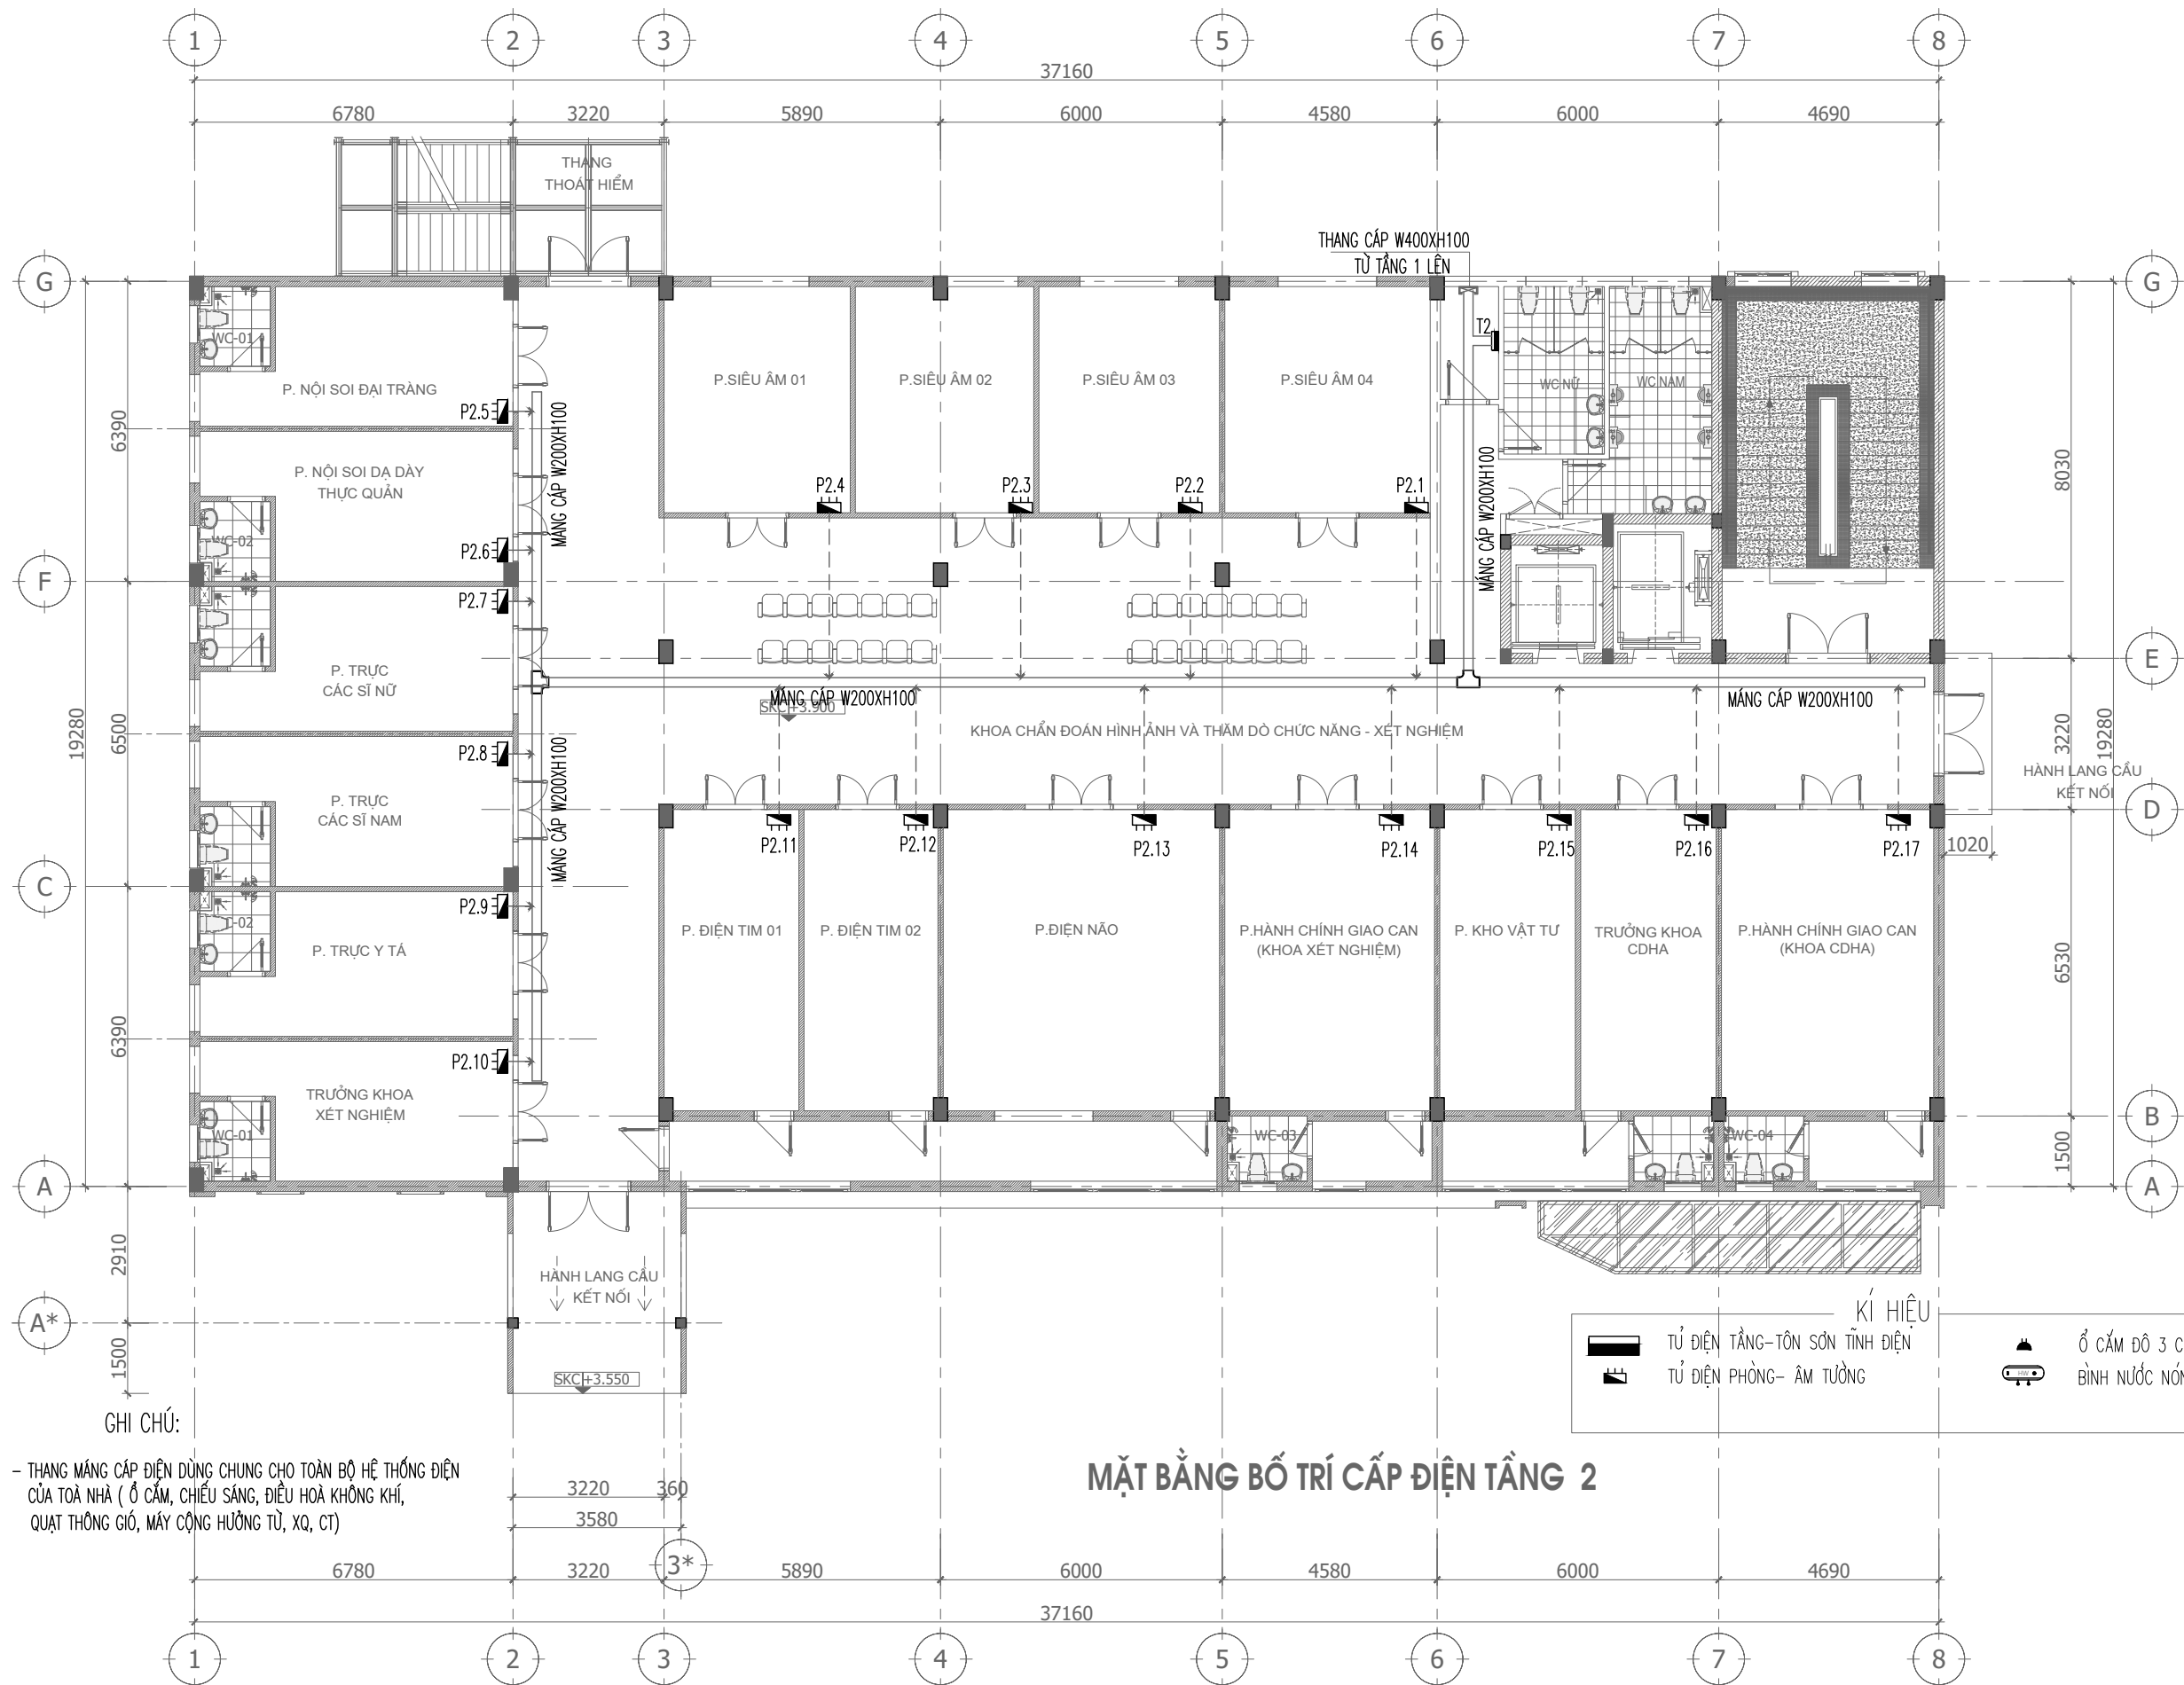 1 2 3 4 5 6 7 8
37160
6780 3220 5890 6000 4580 6000 4690
THANG
THOÁT HIỂM
THANG CÁP W400XH100
TỪ TẦNG 1 LÊN
G G
T2
WC-01
P. NỘI SOI ĐẠI TRÀNG
P.SIÊU ÂM 01 P.SIÊU ÂM 02 P.SIÊU ÂM 03 P.SIÊU ÂM 04
WC NỮ WC NAM
P2.5
MÁNG CÁP W200XH100
6390
8030
P. NỘI SOI DẠ DÀY
THỰC QUẢN
P2.4 P2.3 P2.2 P2.1
MÁNG CÁP W200XH100
WC-02
P2.6
F
P2.7
P. TRỰC
CÁC SĨ NỮ
E
MÁNG CÁP W200XH100
MÁNG CÁP W200XH100
SKC+3.900
KHOA CHẨN ĐOÁN HÌNH ẢNH VÀ THĂM DÒ CHỨC NĂNG - XÉT NGHIỆM
19280
6500
3220
19280
P2.8
MÁNG CÁP W200XH100
HÀNH LANG CẦU
KẾT NỐI
P. TRỰC
CÁC SĨ NAM
D
1020
P2.11 P2.12 P2.13 P2.14 P2.15 P2.16 P2.17
C
P2.9
-02
P. TRỰC Y TÁ
P. ĐIỆN TIM 01 P. ĐIỆN TIM 02 P.ĐIỆN NÃO
P.HÀNH CHÍNH GIAO CAN
(KHOA XÉT NGHIỆM)
P. KHO VẬT TƯ
TRƯỞNG KHOA
CDHA
P.HÀNH CHÍNH GIAO CAN
(KHOA CDHA)
6530
6390
P2.10
TRƯỞNG KHOA
XÉT NGHIỆM
WC-01
B
WC-03 WC-04
1500
A A
2910
HÀNH LANG CẦU
KẾT NỐI
A*
1500
SKC+3.550
KÍ HIỆU
TỦ ĐIỆN TẦNG-TÔN SƠN TĨNH ĐIỆN
Ổ CẮM ĐÔ 3 C
TỦ ĐIỆN PHÒNG- ÂM TƯỜNG
HW
BÌNH NƯỚC NÓN
GHI CHÚ:
- THANG MÁNG CÁP ĐIỆN DÙNG CHUNG CHO TOÀN BỘ HỆ THỐNG ĐIỆN
CỦA TOÀ NHÀ ( Ổ CẮM, CHIẾU SÁNG, ĐIỀU HOÀ KHÔNG KHÍ,
QUẠT THÔNG GIÓ, MÁY CỘNG HƯỞNG TỪ, XQ, CT)
MẶT BẰNG BỐ TRÍ CẤP ĐIỆN TẦNG 2
3220 360
3580
3*
6780 3220 5890 6000 4580 6000 4690
37160
1 2 3 4 5 6 7 8